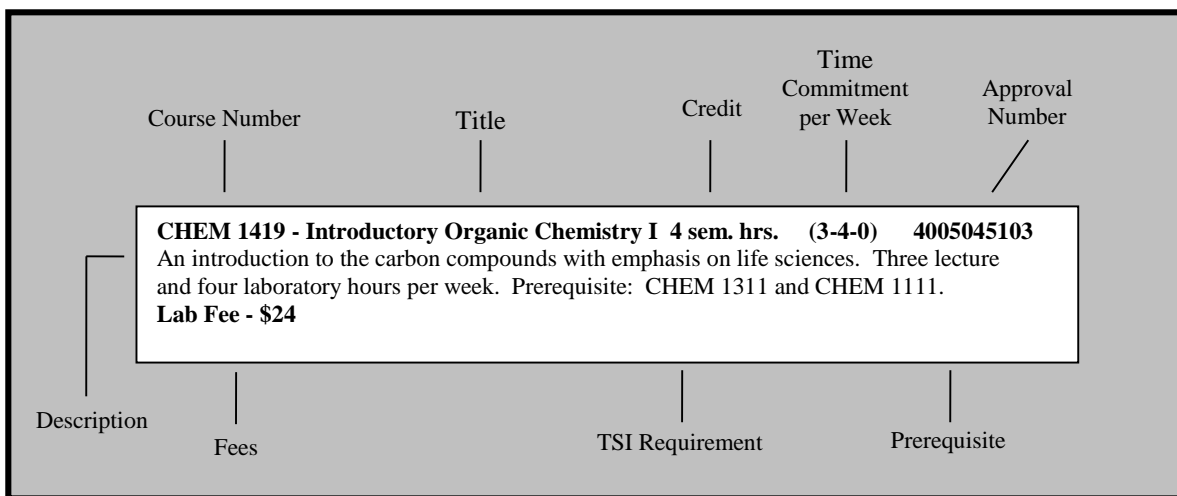 Time
Commitment
per Week
Approval
Number
Credit
Course Number
Title
CHEM 1419 - Introductory Organic Chemistry I 4 sem. hrs. (3-4-0) 4005045103
An introduction to the carbon compounds with emphasis on life sciences. Three lecture
and four laboratory hours per week. Prerequisite: CHEM 1311 and CHEM 1111.
Lab Fee - $24
Description
Fees
TSI Requirement
Prerequisite